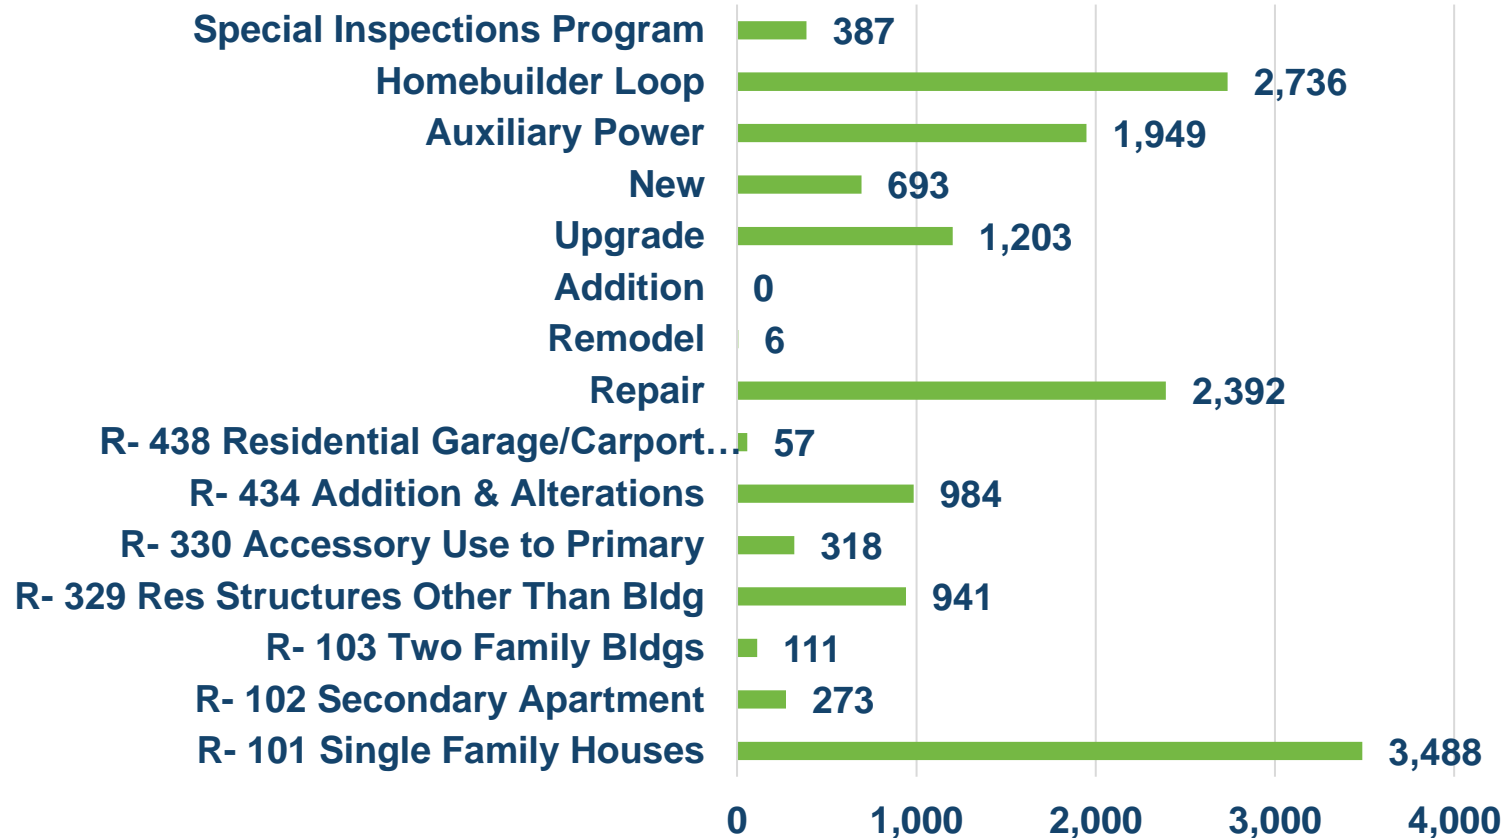 Special Inspections Program 387
Homebuilder Loop 2,736
Auxiliary Power 1,949
New 693
Upgrade 1,203
Addition 0
Remodel 6
Repair 2,392
R- 438 Residential Garage/Carport… 57
R- 434 Addition & Alterations 984
R- 330 Accessory Use to Primary 318
R- 329 Res Structures Other Than Bldg 941
R- 103 Two Family Bldgs 111
R- 102 Secondary Apartment 273
R- 101 Single Family Houses 3,488
0 1,000 2,000 3,000 4,000